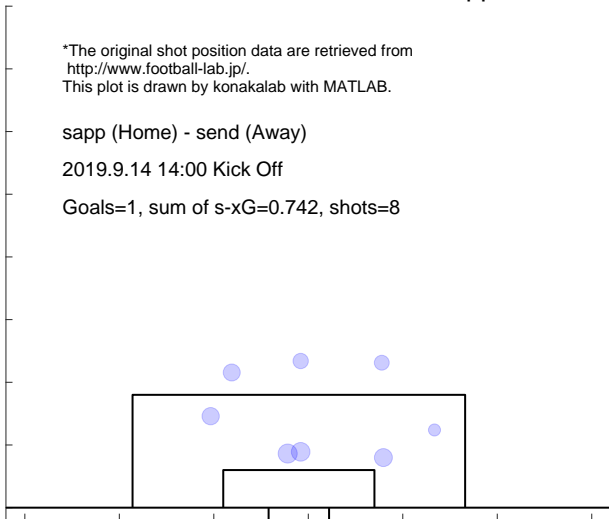 *The original shot position data are retrieved from
http://www.football-lab.jp/.
This plot is drawn by konakalab with MATLAB.
sapp (Home) - send (Away)
2019.9.14 14:00 Kick Off
Goals=1, sum of s-xG=0.742, shots=8